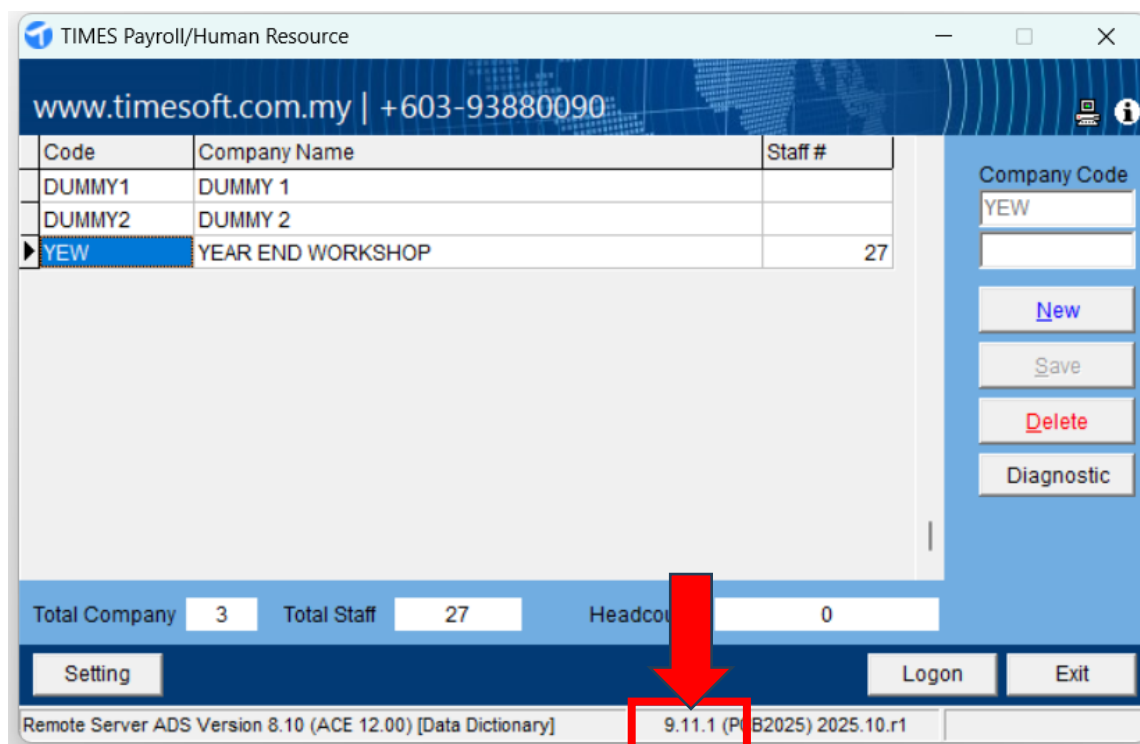 TIMES Payroll/Human Resource
www.timesoft.com.my | +603-93880090
Code Company Name Staff #
DUMMY1 DUMMY 1
DUMMY2 DUMMY 2
YEW YEAR END WORKSHOP 27
Company Code
YEW
New
Save
Delete
Diagnostic
Total Company 3 Total Staff 27 0
Setting Logon Exit
Remote Server ADS Version 8.10 (ACE 12.00) [Data Dictionary] 9.11.1 2025.10.r1